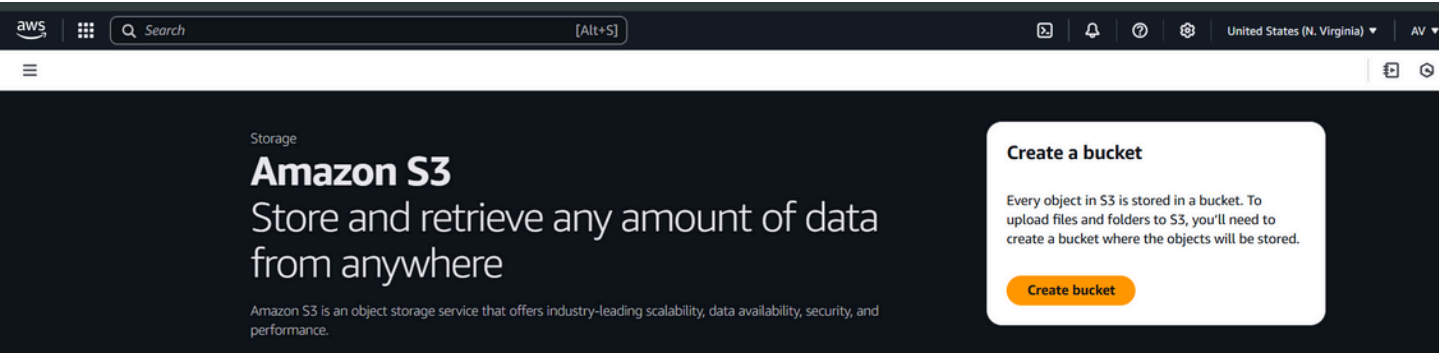 aws
Search
[Alt+S]
United States (N. Virginia)
AV
Storage
Amazon S3
Store and retrieve any amount of data
from anywhere
Amazon S3 is an object storage service that offers industry-leading scalability, data availability, security, and
performance.
Create a bucket
Every object in S3 is stored in a bucket. To
upload files and folders to S3, you'll need to
create a bucket where the objects will be stored.
Create bucket